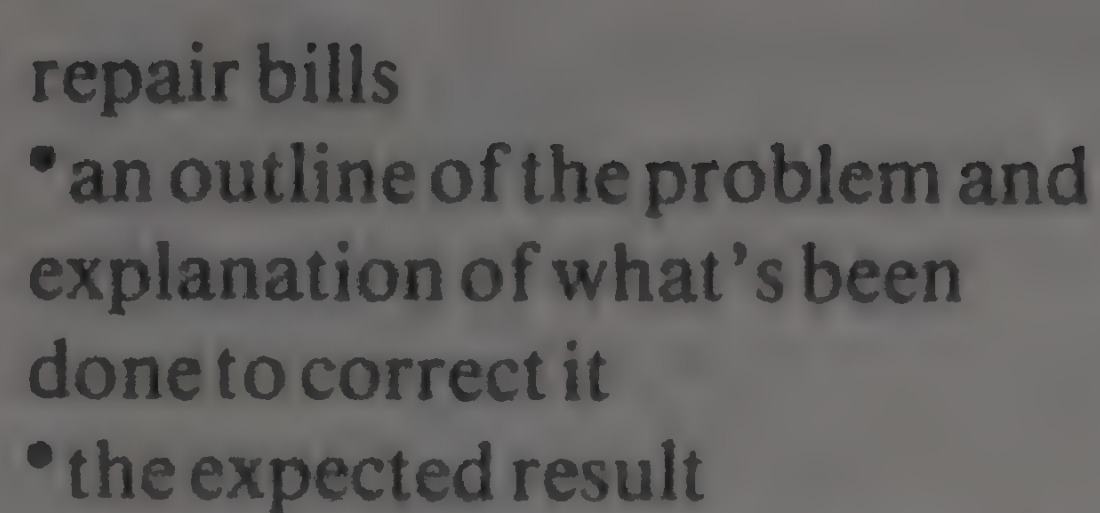 repair bills
•an outline of the problem and
explanation of what's been
done to correct it
•the expected result